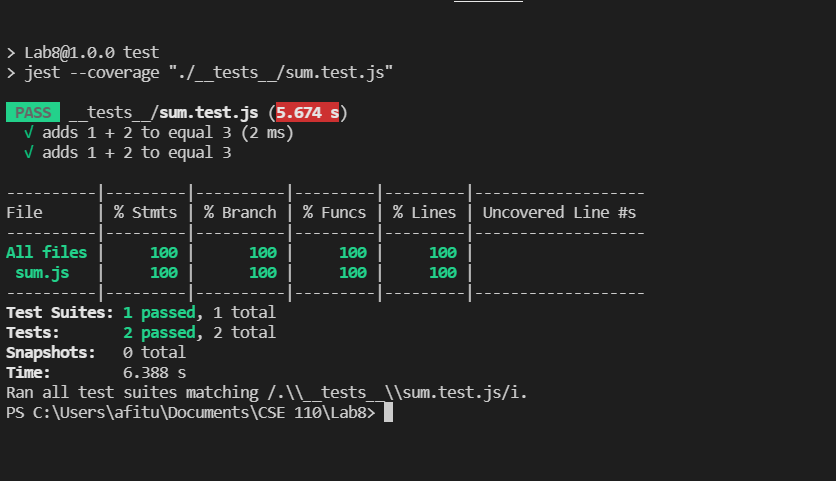 > Lab8@1.0.0 test
> jest --coverage "./__tests__/sum.test.js"
PASS __tests__/sum.test.js (5.674 s)
√ adds 1 + 2 to equal 3 (2 ms)
√ adds 1 + 2 to equal 3
----------|---------|----------|---------|---------|-------------------
File      | % Stmts | % Branch | % Funcs | % Lines | Uncovered Line #s
----------|---------|----------|---------|---------|-------------------
All files |     100 |      100 |     100 |     100 |
 sum.js   |     100 |      100 |     100 |     100 |
----------|---------|----------|---------|---------|-------------------
Test Suites: 1 passed, 1 total
Tests:       2 passed, 2 total
Snapshots:   0 total
Time:        6.388 s
Ran all test suites matching /.\\__tests__\\sum.test.js/i.
PS C:\Users\afitu\Documents\CSE 110\Lab8>